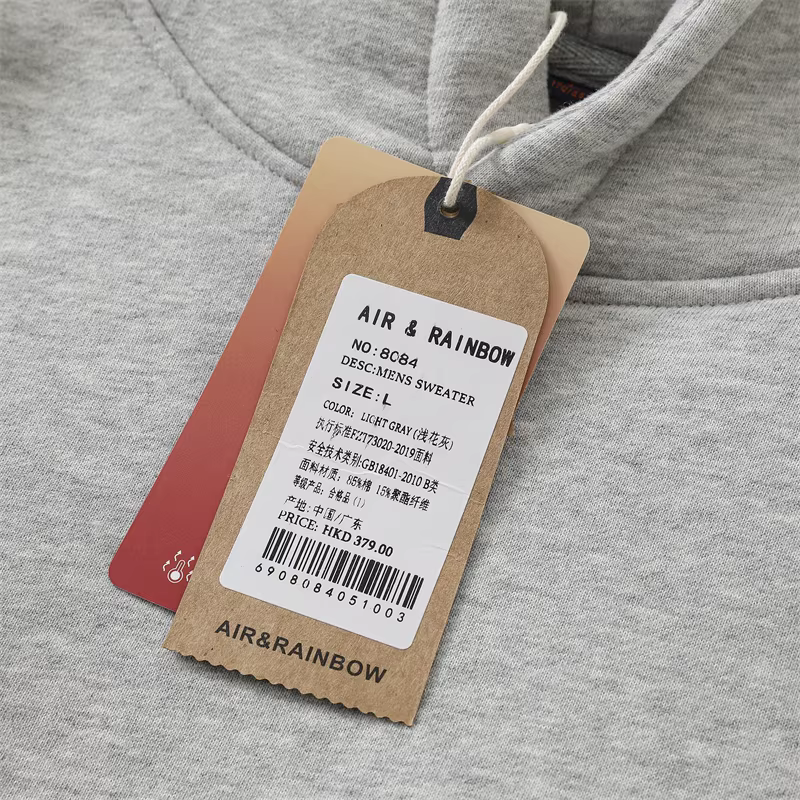 AIR & RAINBOW
NO:8084
DESC:MENS SWEATER
SIZE:L
COLOR: LIGHT GRAY(浅花灰)
执行标准FZT73020-2019面料
安全技术类别:GB18401-2010 B类
面料材质: 85%棉 15%聚酯纤维
等级产品: 合格品(1)
产地:中国/广东
PRICE: HKD 379.00
6908084051003
AIR&RAINBOW